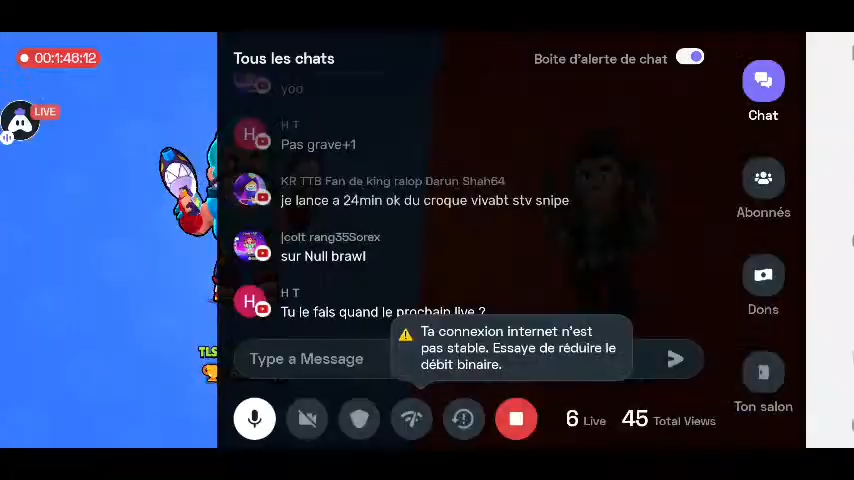 00:1:46:12
LIVE
Tous les chats
Boite d'alerte de chat
yoo
H T
Pas grave+1
KR TTB Fan de king ralop Darun Shah64
je lance a 24min ok du croque vivabt stv snipe
|colt rang35Sorex
sur Null brawl
H T
Tu le fais quand le prochain live ?
Ta connexion internet n'est
pas stable. Essaye de réduire le
débit binaire.
Type a Message
6 Live
45 Total Views
Chat
Abonnés
Dons
Ton salon
TLS